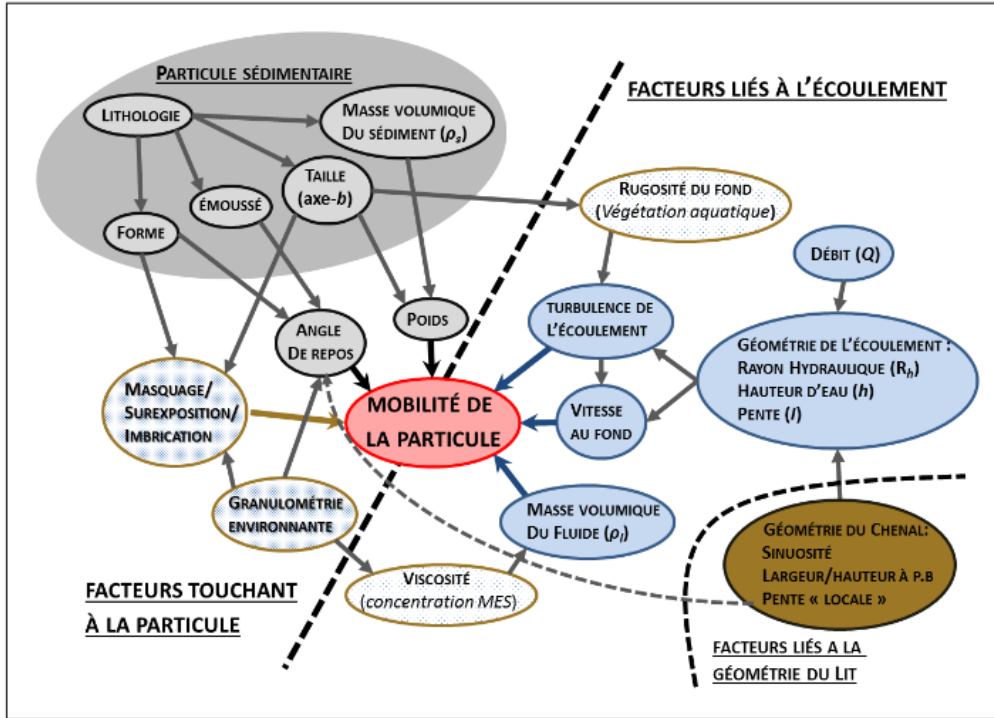 PARTICULE SÉDIMENTAIRE
LITHOLOGIE
MASSE VOLUMIQUE
DU SÉDIMENT (ρs)
TAILLE
(axe-b)
ÉMOUSSÉ
FORME
ANGLE
DE REPOS
POIDS
MASQUAGE/
SUREXPOSITION/
IMBRICATION
GRANULOMÉTRIE
ENVIRONNANTE
MOBILITÉ DE
LA PARTICULE
FACTEURS TOUCHANT
À LA PARTICULE
FACTEURS LIÉS À L’ÉCOULEMENT
RUGOSITÉ DU FOND
(Végétation aquatique)
DÉBIT (Q)
TURBULENCE DE
L’ÉCOULEMENT
GÉOMÉTRIE DE L’ÉCOULEMENT :
RAYON HYDRAULIQUE (Rh)
HAUTEUR D’EAU (h)
PENTE (I)
VITESSE
AU FOND
MASSE VOLUMIQUE
DU FLUIDE (ρl)
VISCOSITÉ
(concentration MES)
GÉOMÉTRIE DU CHENAL:
SINUOSITÉ
LARGEUR/HAUTEUR À P.B
PENTE « LOCALE »
FACTEURS LIÉS A LA
GÉOMÉTRIE DU LIT